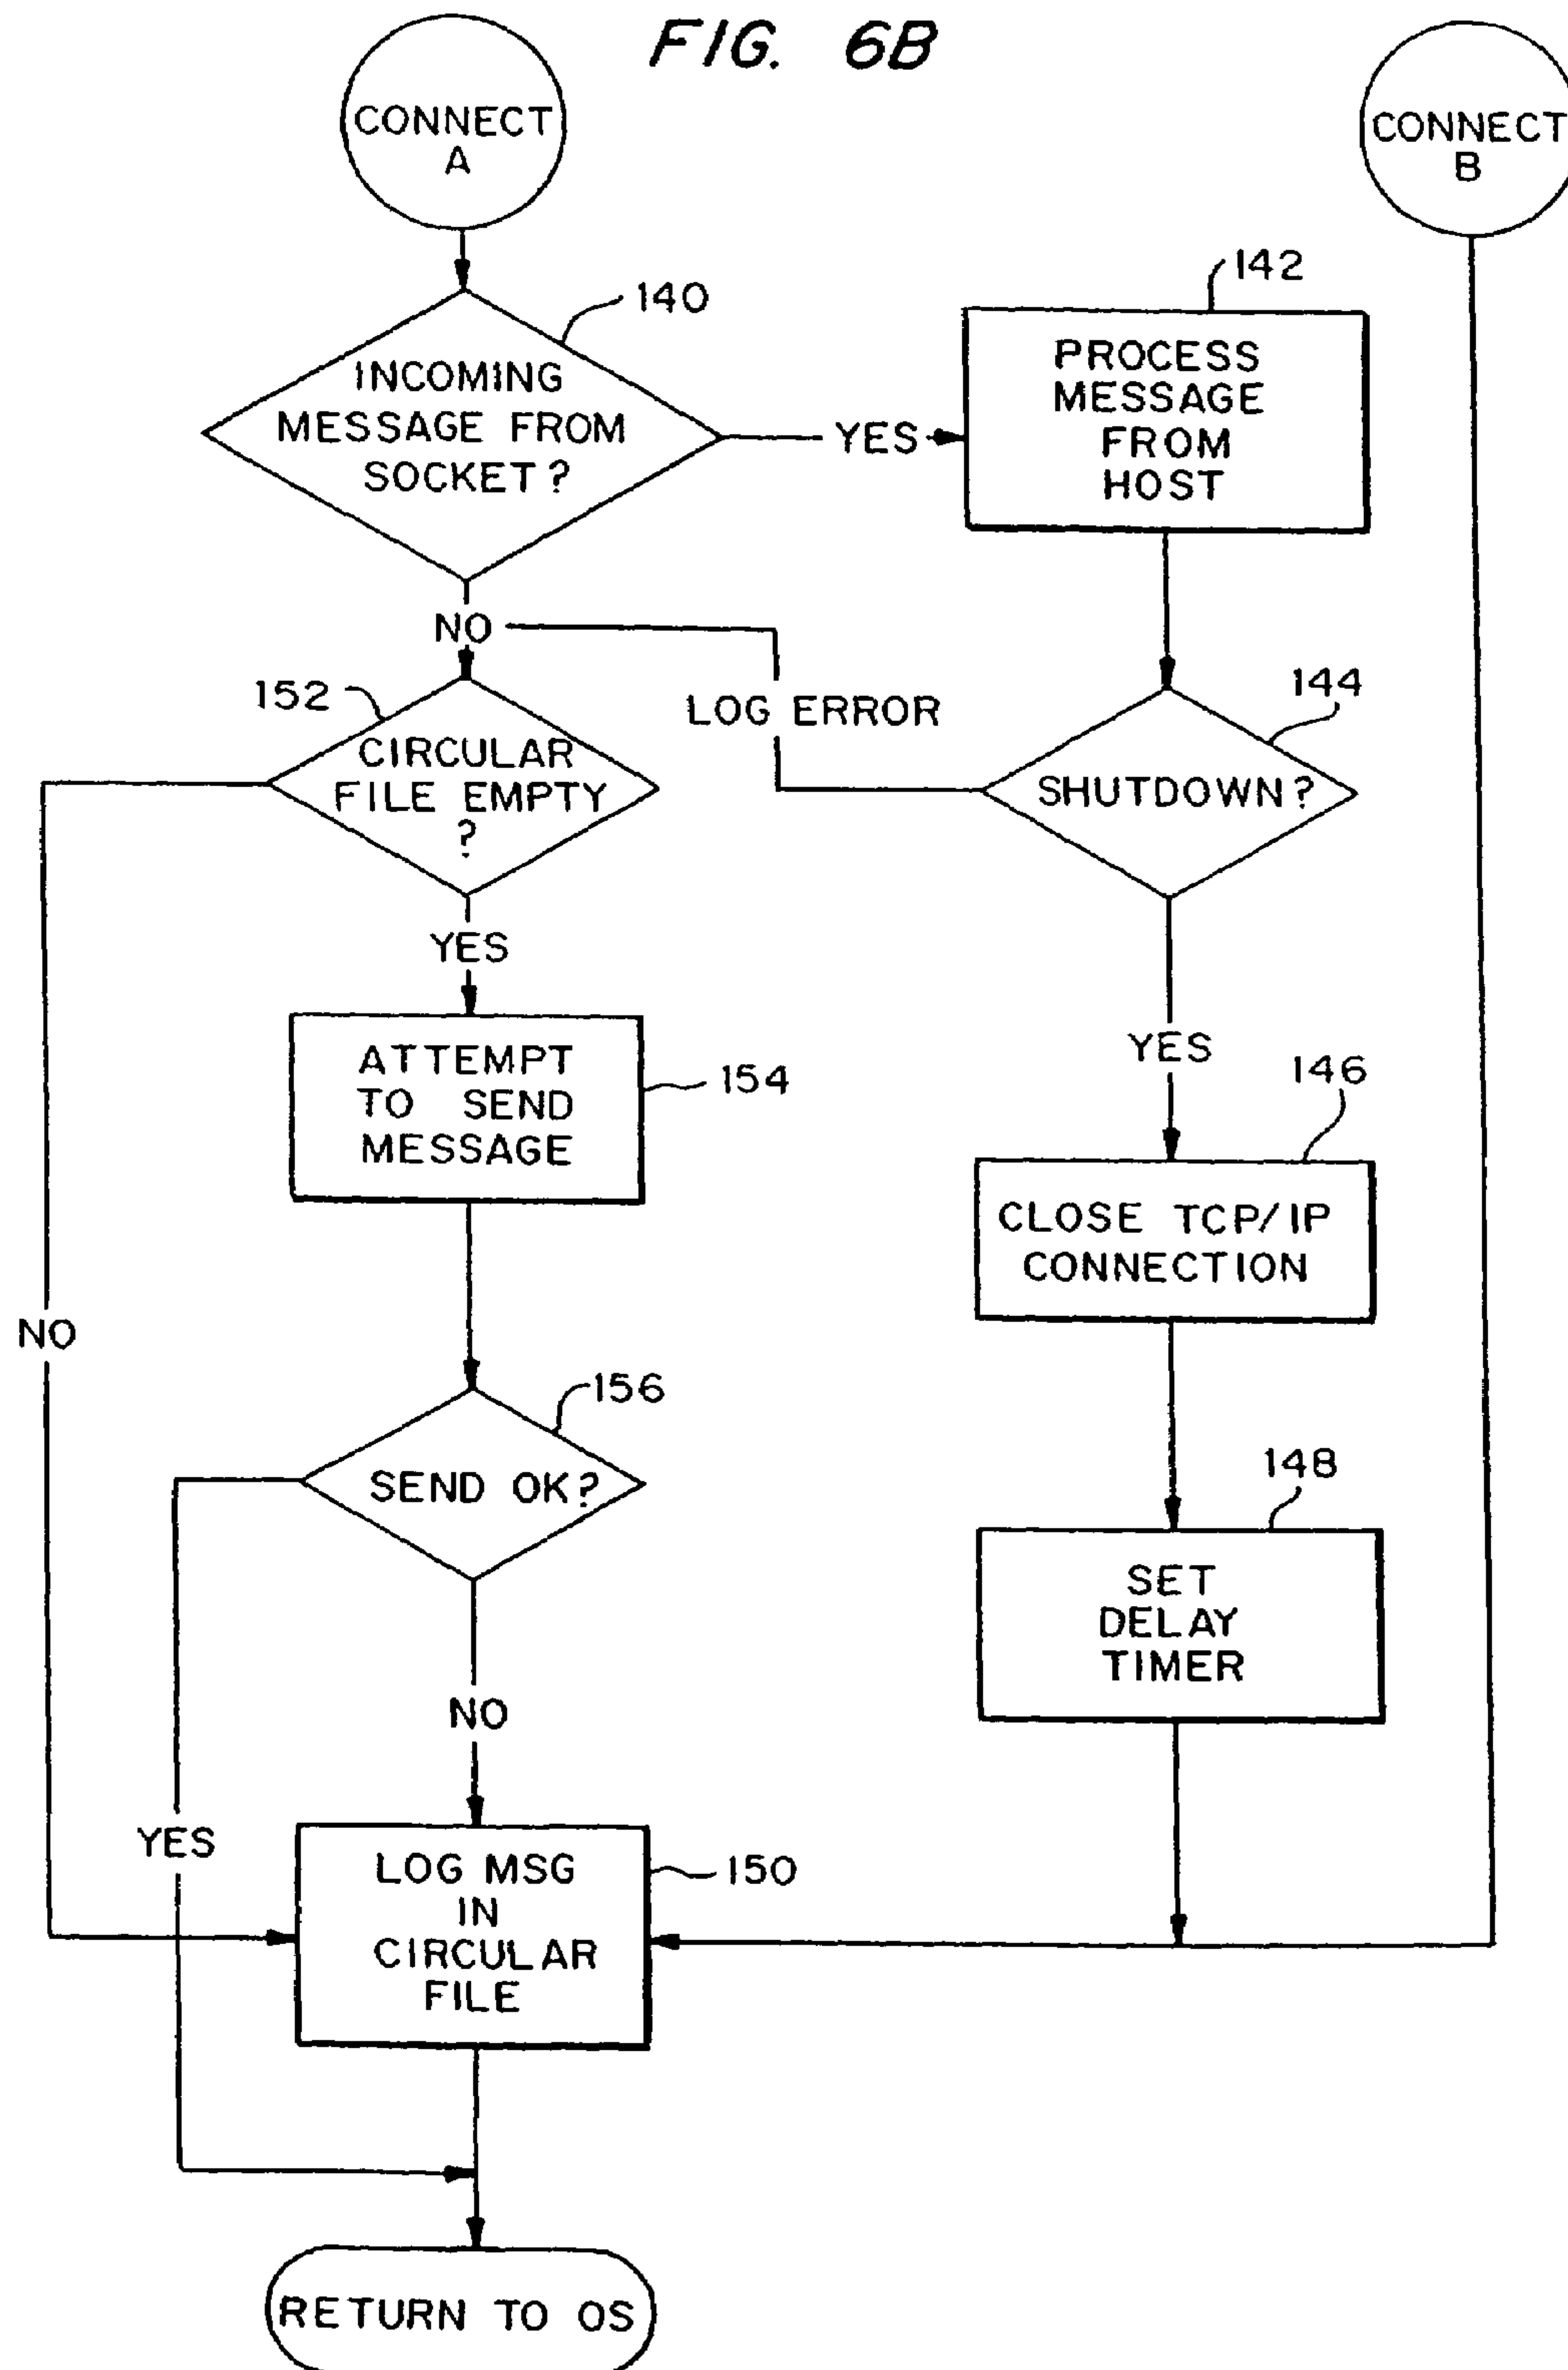 FIG. 6B
CONNECT
A
CONNECT
B
140
INCOMING
MESSAGE FROM
SOCKET?
YES
142
PROCESS
MESSAGE
FROM
HOST
NO
LOG ERROR
144
SHUTDOWN?
152
CIRCULAR
FILE EMPTY
?
YES
YES
146
CLOSE TCP/IP
CONNECTION
ATTEMPT
TO SEND
MESSAGE
154
NO
156
SEND OK?
148
SET
DELAY
TIMER
NO
YES
LOG MSG
IN
CIRCULAR
FILE
150
RETURN TO OS